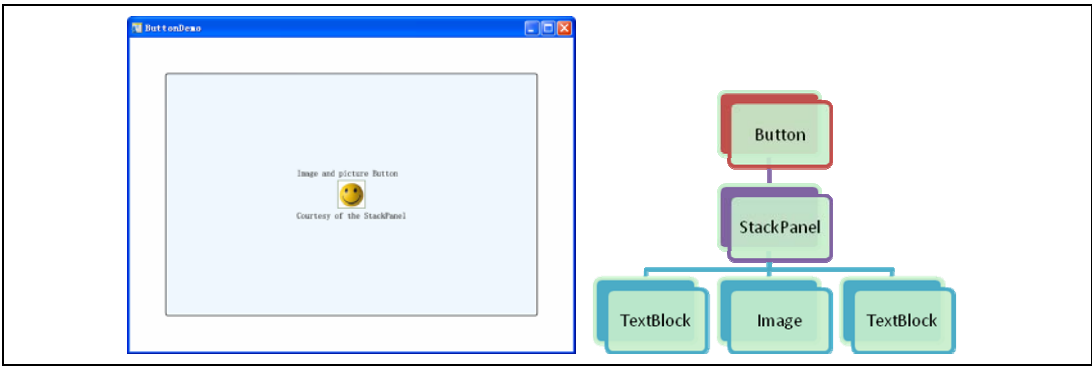 ButtonDemo
Image and picture Button
Courtesy of the StackPanel
Button
StackPanel
TextBlock
Image
TextBlock